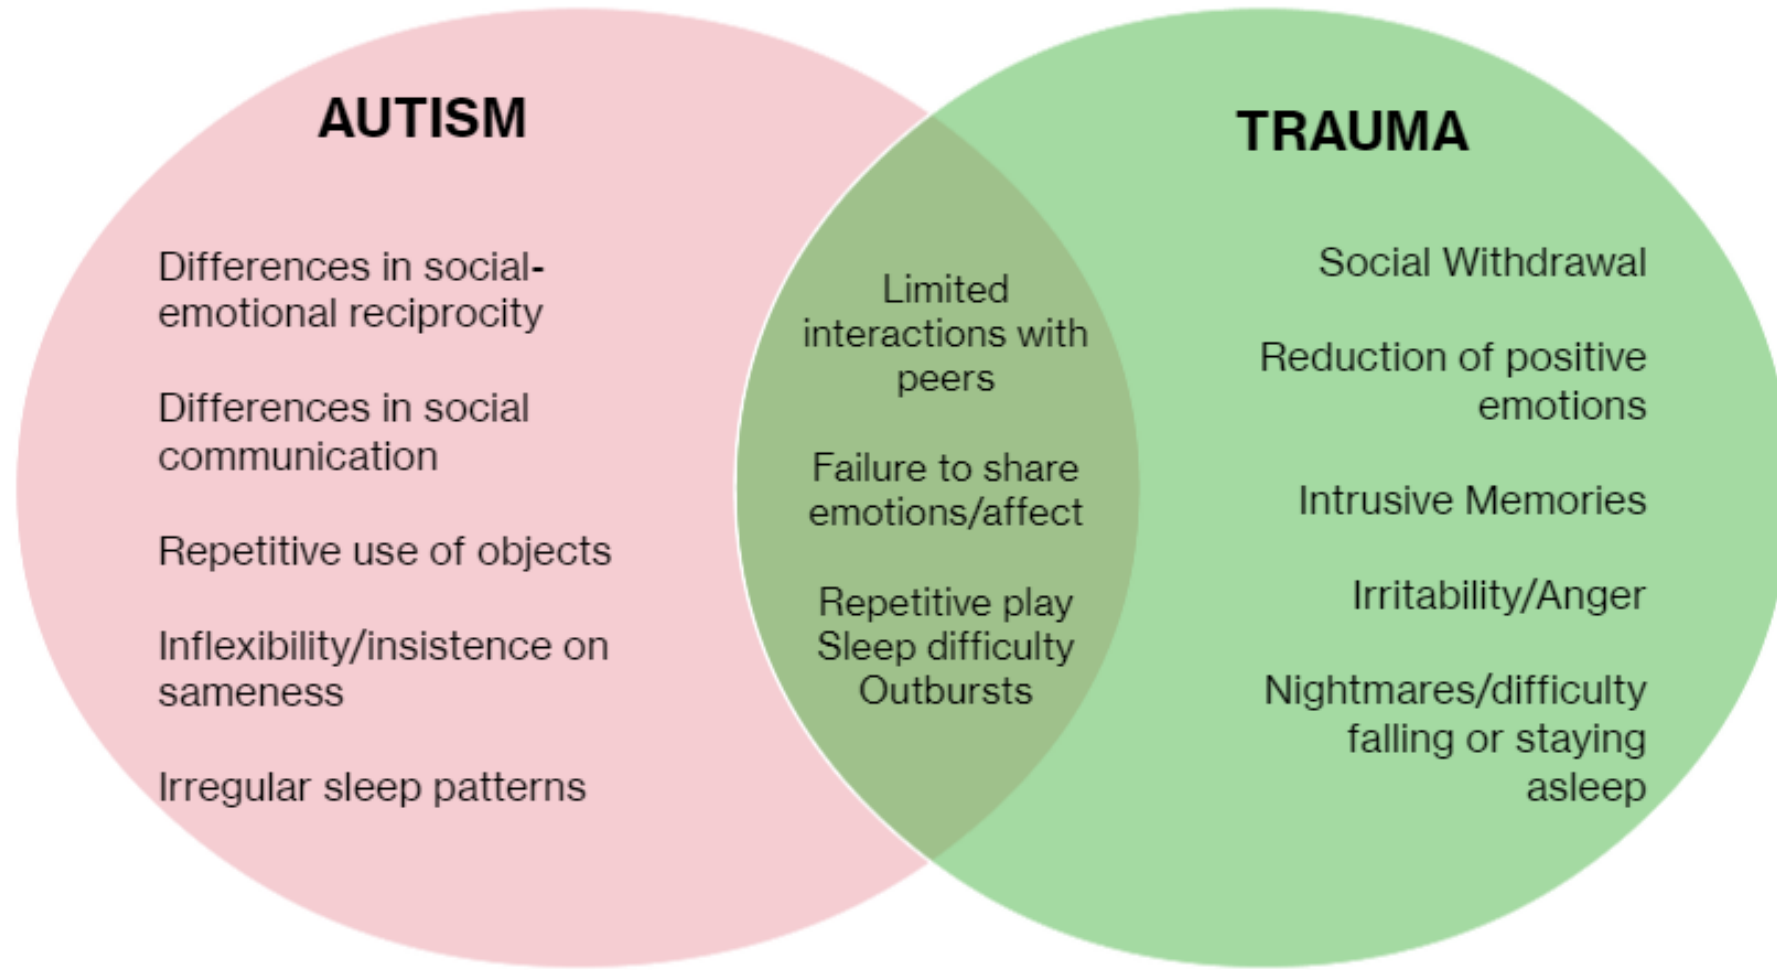 AUTISM
Differences in social-
emotional reciprocity
Differences in social
communication
Repetitive use of objects
Inflexibility/insistence on
sameness
Irregular sleep patterns
Limited
interactions with
peers
Failure to share
emotions/affect
Repetitive play
Sleep difficulty
Outbursts
TRAUMA
Social Withdrawal
Reduction of positive
emotions
Intrusive Memories
Irritability/Anger
Nightmares/difficulty
falling or staying
asleep